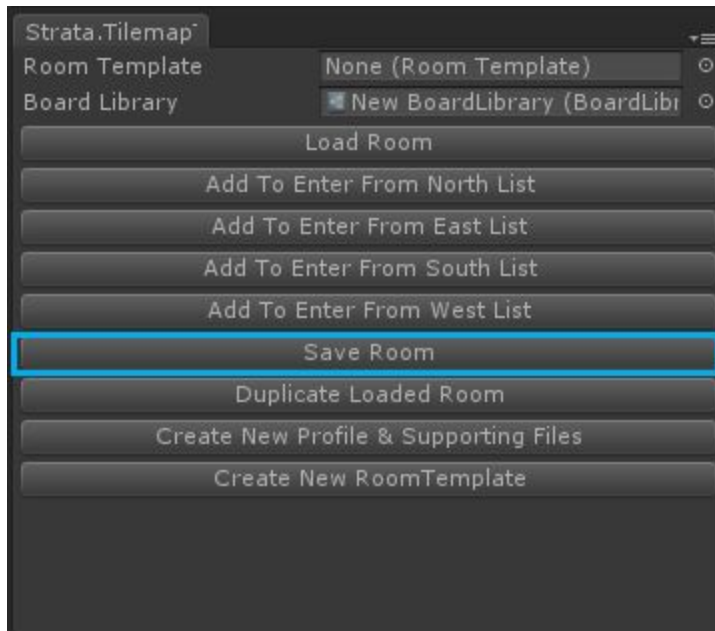 Strata.Tilemap
Room Template None (Room Template)
Board Library New BoardLibrary (BoardLibr
Load Room
Add To Enter From North List
Add To Enter From East List
Add To Enter From South List
Add To Enter From West List
Save Room
Duplicate Loaded Room
Create New Profile & Supporting Files
Create New RoomTemplate